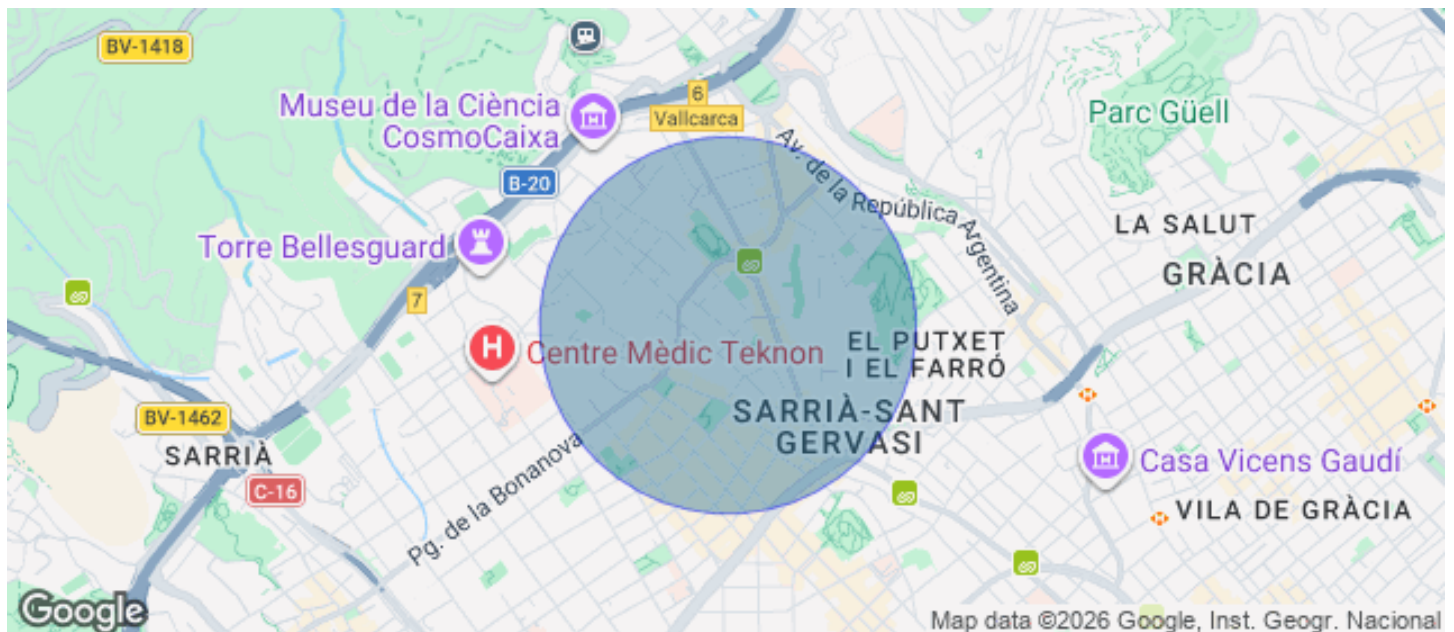 BV-1418
Museu de la Ciència
CosmoCaixa
6
Vallcarca
Parc Güell
B-20
Av. de la República Argentina
Torre Bellesguard
LA SALUT
GRÀCIA
7
H
Centre Mèdic Teknon
EL PUTXET
I EL FARRÓ
BV-1462
SARRIÀ
SARRIÀ-SANT
GERVASI
Casa Vicens Gaudí
C-16
Pg. de la Bonanova
VILA DE GRÀCIA
Google
Map data ©2026 Google, Inst. Geogr. Nacional